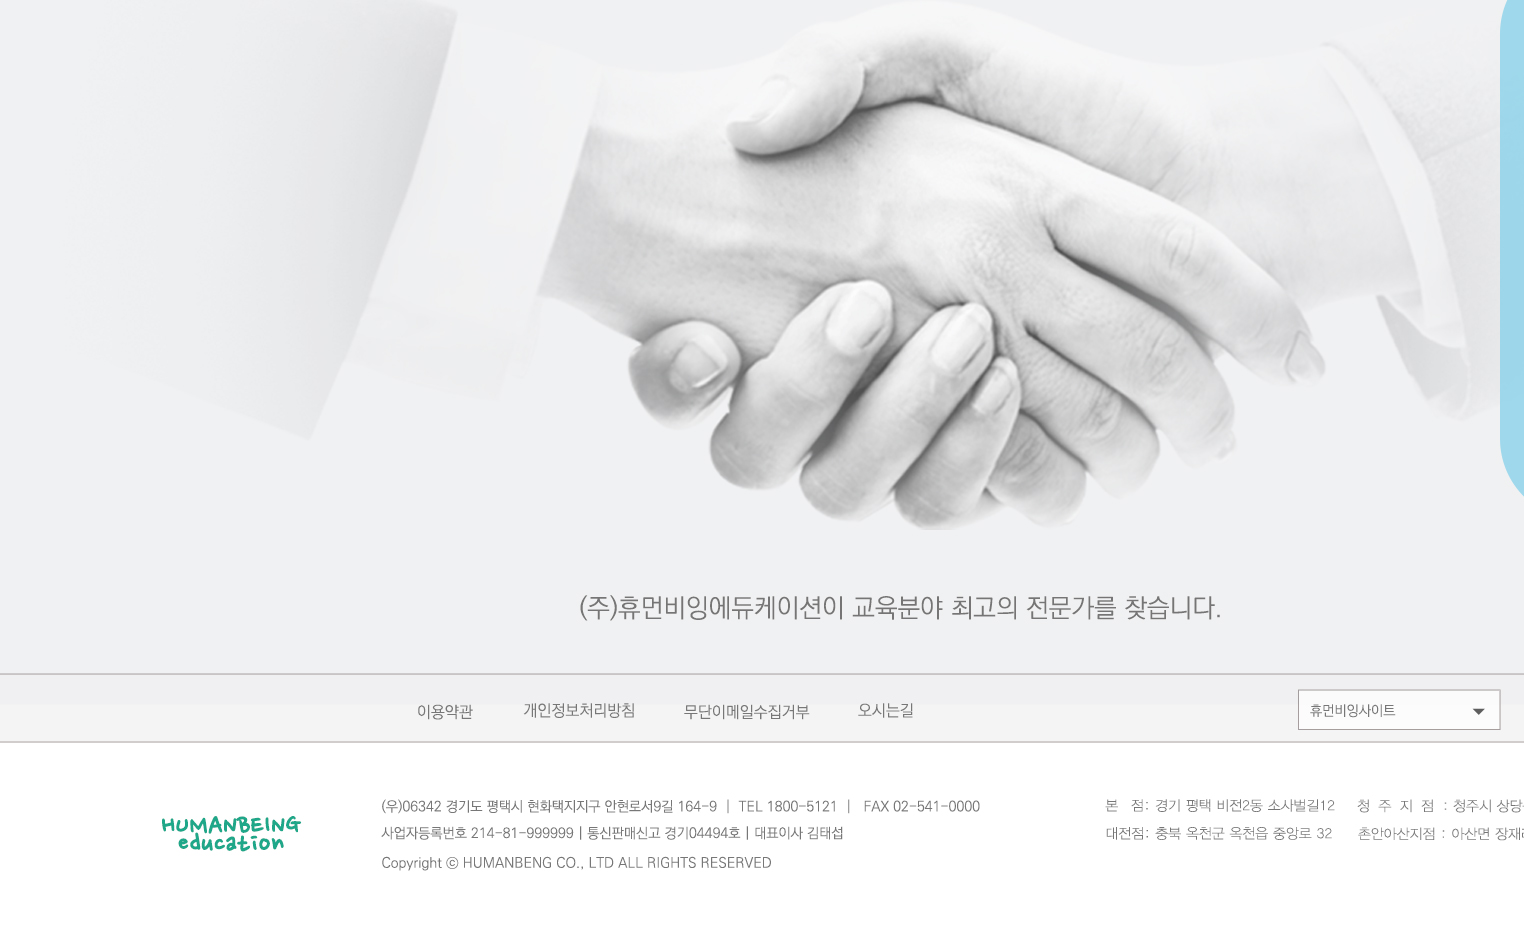 (주)휴먼비잉에듀케이션이 교육분야 최고의 전문가를 찾습니다.
이용약관 개인정보처리방침 무단이메일수집거부 오시는길 휴먼비잉사이트
HUMANBEING
education
(우)06342 경기도 평택시 현화택지지구 안현로서9길 164-9 | TEL 1800-5121 | FAX 02-541-0000
사업자등록번호 214-81-999999 | 통신판매신고 경기04494호 | 대표이사 김태섭
Copyright ⓒ HUMANBENG CO., LTD ALL RIGHTS RESERVED
본 점: 경기 평택 비전2동 소사벌길12 청 주 지 점 : 청주시 상당
대전점: 충북 옥천군 옥천읍 중앙로 32 촌안아산지점 : 아산면